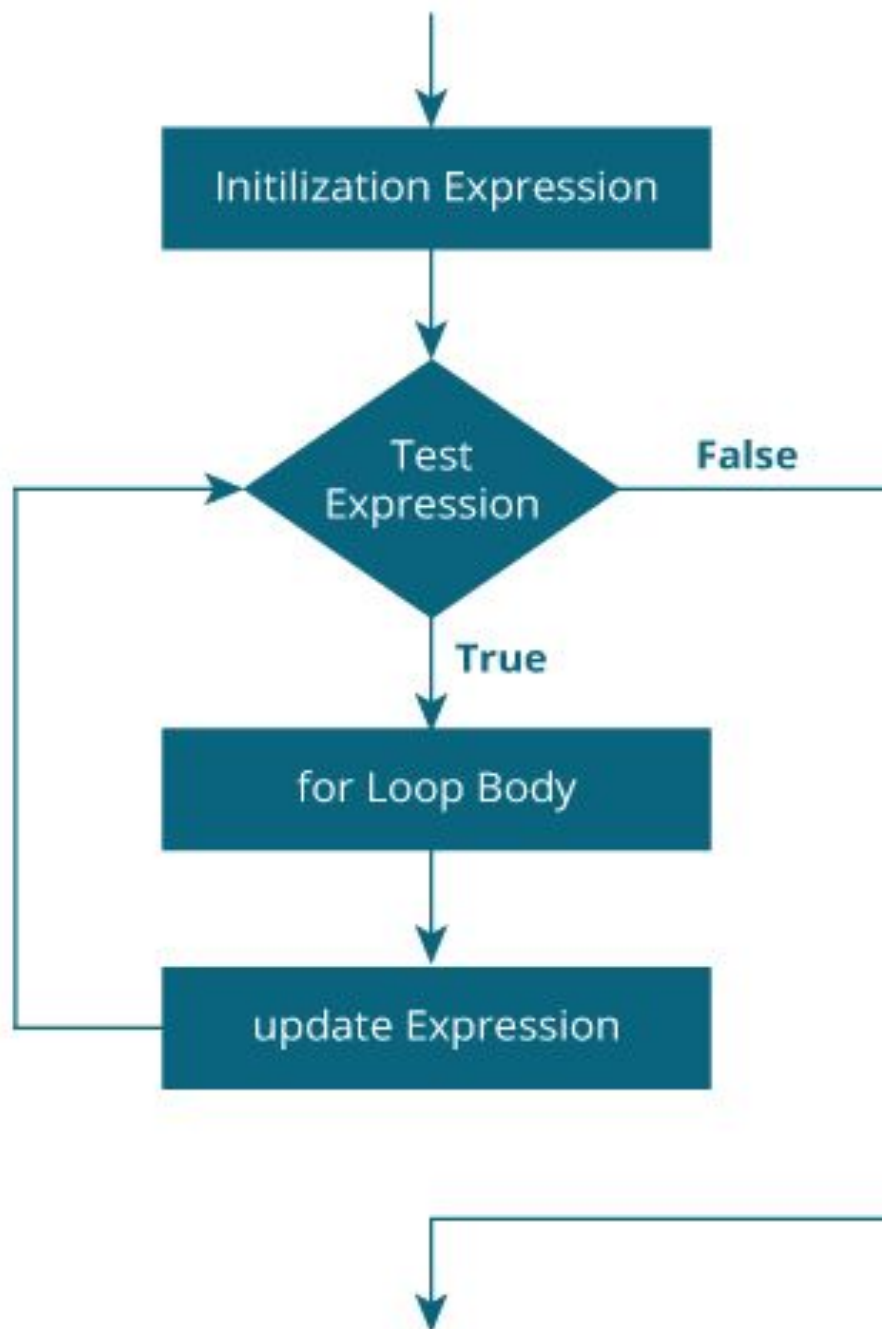 Initilization Expression
Test
Expression
False
True
for Loop Body
update Expression